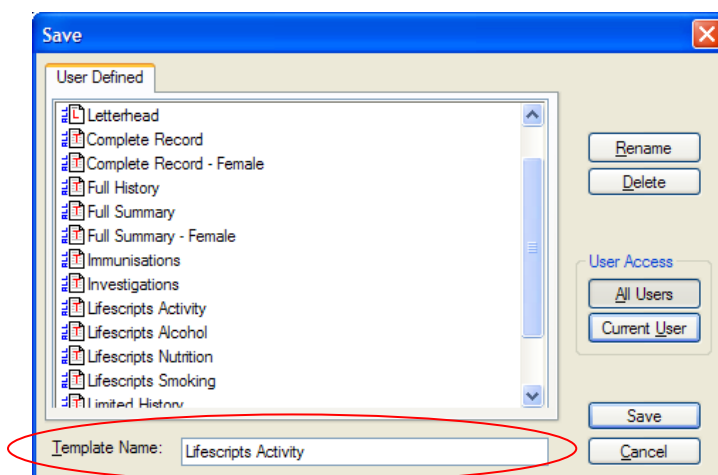 Save
User Defined
Letterhead
Complete Record
Complete Record - Female
Full History
Full Summary
Full Summary - Female
Immunisations
Investigations
Lifescripts Activity
Lifescripts Alcohol
Lifescripts Nutrition
Lifescripts Smoking
Limited History
Template Name: Lifescripts Activity
Rename
Delete
User Access
All Users
Current User
Save
Cancel